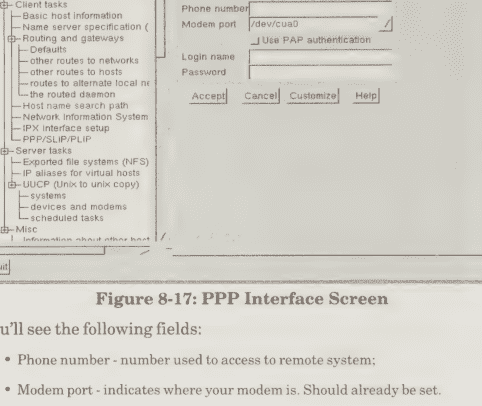 Client tasks
Basic host information
Name server specification (
Routing and gateways
Defaults
other routes to networks
other routes to hosts
routes to alternate local ne
the routed daemon
Host name search path
Network Information System
IPX interface setup
PPP/SLIP/PLIP
Server tasks
Exported file systems (NFS)
IP aliases for virtual hosts
UUCP (Unix to unix copy)
systems
devices and modems
scheduled tasks
Misc
Information about other host
Phone number
Modem port /dev/cua0
Use PAP authentication
Login name
Password
Accept Cancel Customize Help
uit
Figure 8-17: PPP Interface Screen
u'll see the following fields:
• Phone number - number used to access to remote system;
• Modem port - indicates where your modem is. Should already be set.